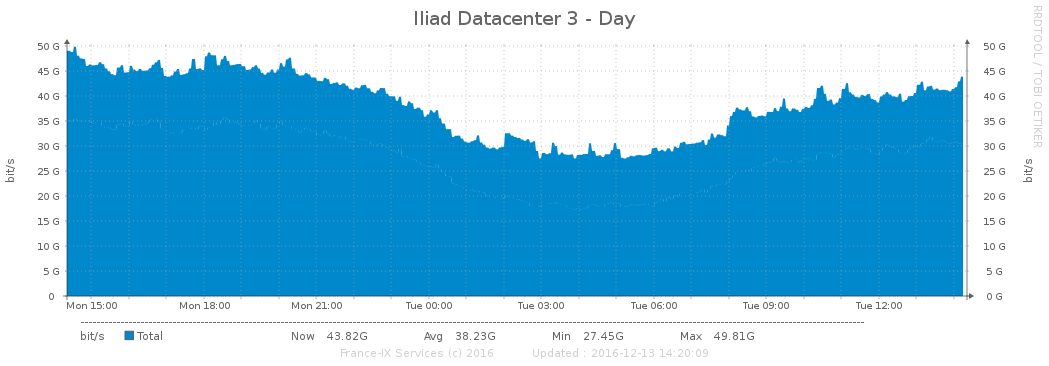 Iliad Datacenter 3 - Day
RRDTOOL / TOBI OETIKER
bit/s
50 G
45 G
40 G
35 G
30 G
25 G
20 G
15 G
10 G
5 G
0
50 G
45 G
40 G
35 G
30 G
25 G
20 G
15 G
10 G
5 G
0 G
bit/s
Mon 15:00 Mon 18:00 Mon 21:00 Tue 00:00 Tue 03:00 Tue 06:00 Tue 09:00 Tue 12:00
bit/s Total Now 43.82G Avg 38.23G Min 27.45G Max 49.81G
France-IX Services (c) 2016 Updated : 2016-12-13 14:20:09